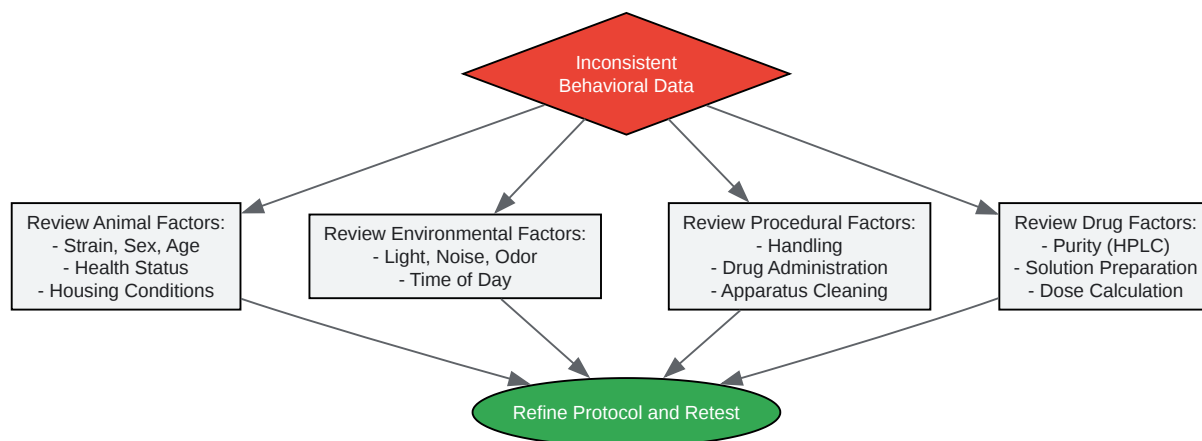 Inconsistent
Behavioral Data
Review Animal Factors:
- Strain, Sex, Age
- Health Status
- Housing Conditions
Review Environmental Factors:
- Light, Noise, Odor
- Time of Day
Review Procedural Factors:
- Handling
- Drug Administration
- Apparatus Cleaning
Review Drug Factors:
- Purity (HPLC)
- Solution Preparation
- Dose Calculation
Refine Protocol and Retest